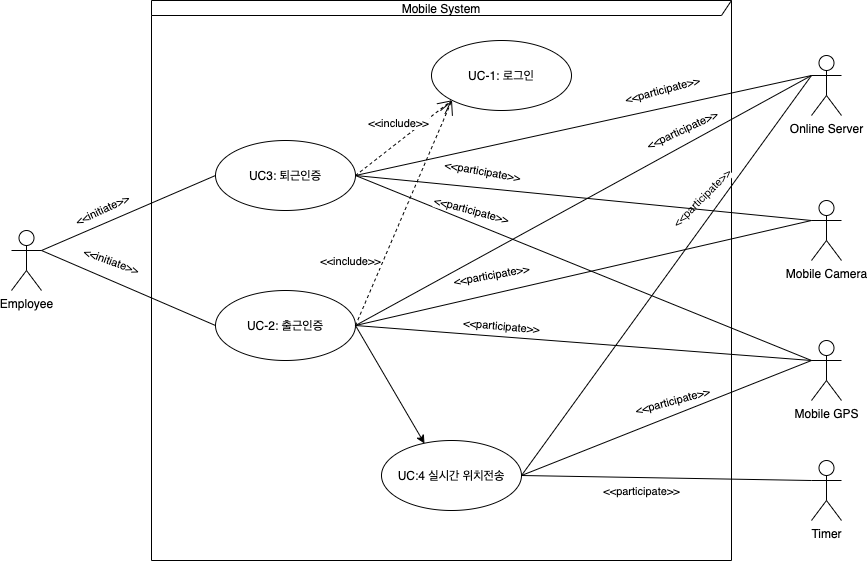 Mobile System
UC-1: 로그인
Online Server
<<participate>>
<<include>>
<<participate>>
UC3: 퇴근인증
<<participate>>
<<participate>>
<<initiate>>
<<participate>>
Mobile Camera
<<initiate>>
<<include>>
<<participate>>
Employee
UC-2: 출근인증
<<participate>>
Mobile GPS
<<participate>>
UC:4 실시간 위치전송
<<participate>>
Timer